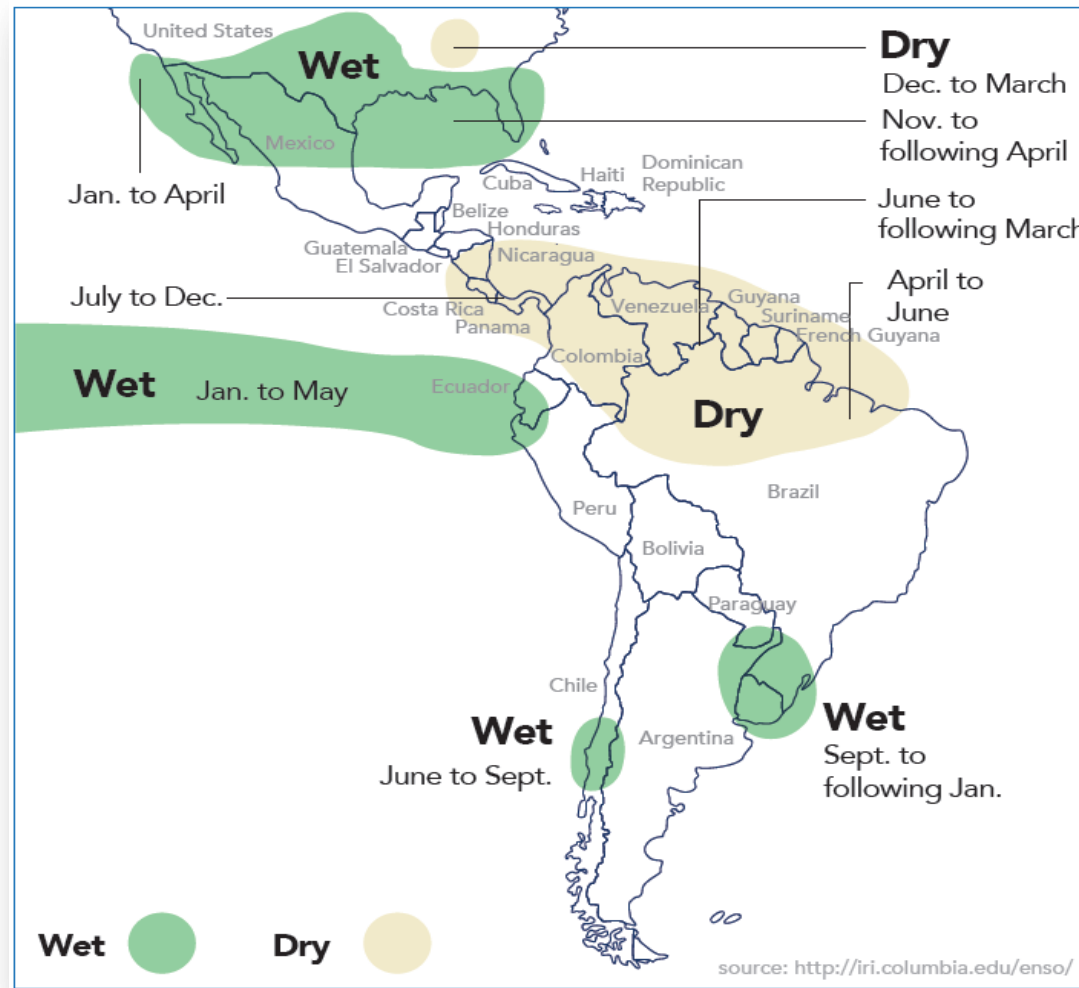 United States
Wet
Dry
Dec. to March
Nov. to
following April
Mexico
Jan. to April
Cuba
Haiti
Dominican
Republic
June to
following March
Belize
Honduras
Guatemala
Nicaragua
El Salvador
July to Dec.
Costa Rica
Panama
Venezuela
Guyana
Suriname
French Guyana
April to
June
Colombia
Wet
Jan. to May
Ecuador
Dry
Brazil
Peru
Bolivia
Paraguay
Chile
Wet
June to Sept.
Argentina
Wet
Sept. to
following Jan.
Wet
Dry
source: http://iri.columbia.edu/enso/